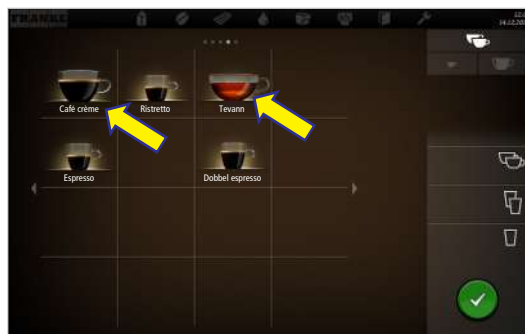 FRANKE
Café crème
Ristretto
Tevann
Espresso
Dobbel espresso